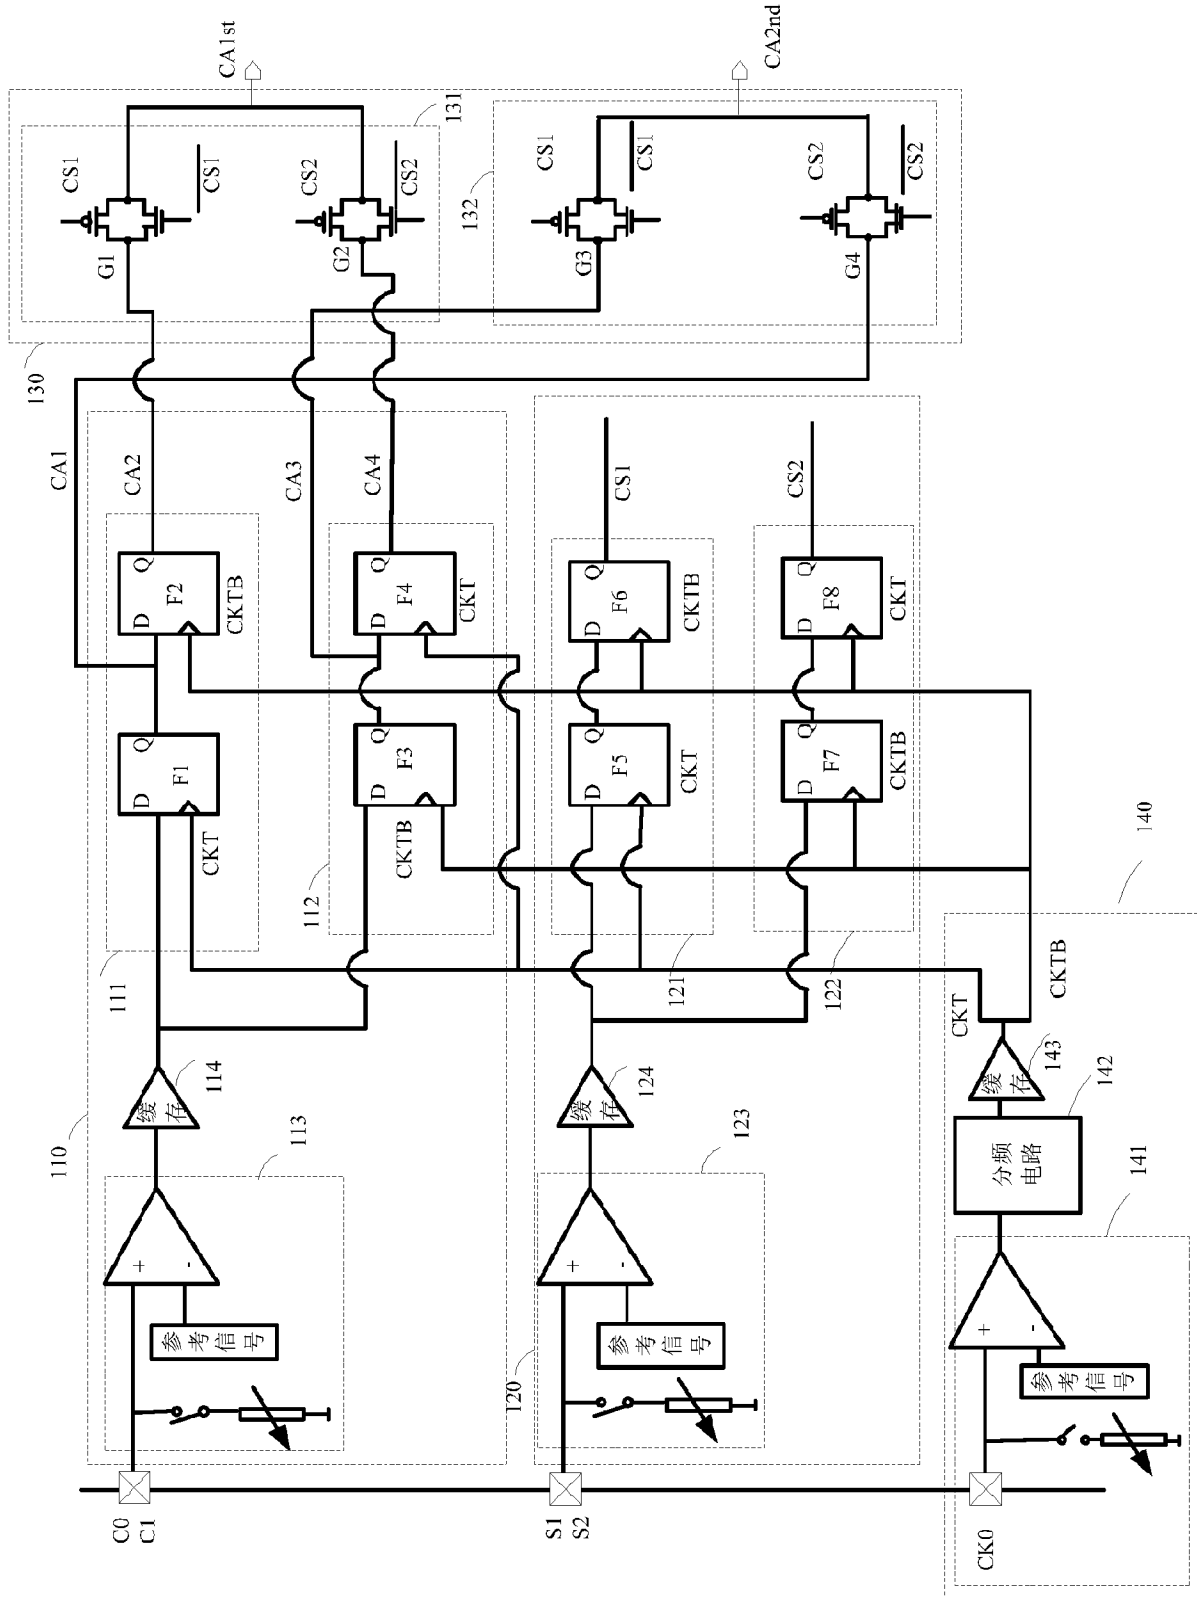 CA1st
CA2nd
130
131
132
CS1
CS1
G1
CS2
CS2
G2
CS1
CS1
G3
CS2
CS2
G4
CA1
CA2
CA3
CA4
CS1
CS2
110
111
D
Q
F1
CKT
D
Q
F2
CKTB
112
D
Q
F3
CKTB
D
Q
F4
CKT
120
121
D
Q
F5
CKT
D
Q
F6
CKTB
122
D
Q
F7
CKTB
D
Q
F8
CKT
C0
C1
113
+
-
参考信号
缓存
114
S1
S2
123
+
-
参考信号
缓存
124
CK0
140
141
+
-
参考信号
分频
电路
142
缓存
143
CKT
CKTB